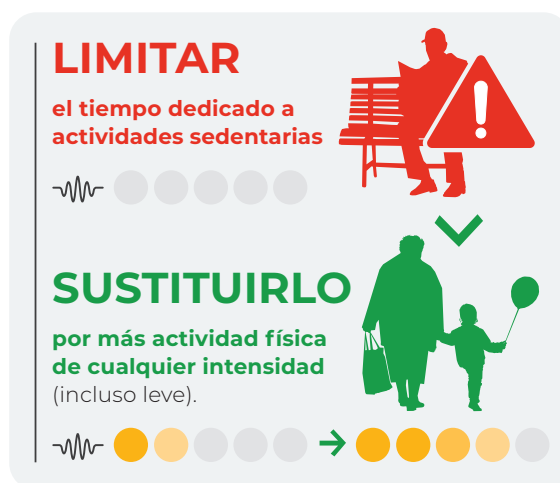 LIMITAR
el tiempo dedicado a
actividades sedentarias
SUSTITUIRLO
por más actividad física
de cualquier intensidad
(incluso leve).